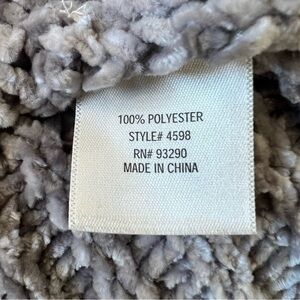 100% POLYESTER
STYLE# 4598
RN# 93290
MADE IN CHINA